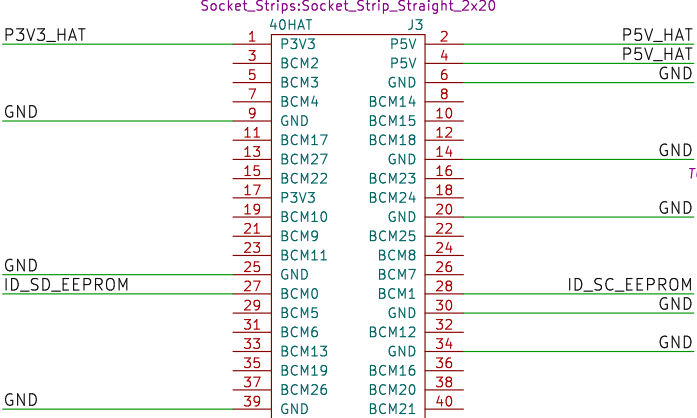 Socket_Strips:Socket_Strip_Straight_2x20
40HAT J3
P3V3_HAT 1 P3V3 P5V 2 P5V_HAT
3 BCM2 P5V 4 P5V_HAT
5 BCM3 GND 6 GND
7 BCM4 BCM14 8
GND 9 GND BCM15 10
11 BCM17 BCM18 12
13 BCM27 GND 14 GND
15 BCM22 BCM23 16
17 P3V3 BCM24 18
19 BCM10 GND 20 GND
21 BCM9 BCM25 22
23 BCM11 BCM8 24
GND 25 GND BCM7 26
ID_SD_EEPROM 27 BCM0 BCM1 28 ID_SC_EEPROM
29 BCM5 GND 30 GND
31 BCM6 BCM12 32
33 BCM13 GND 34 GND
35 BCM19 BCM16 36
37 BCM26 BCM20 38
GND 39 GND BCM21 40